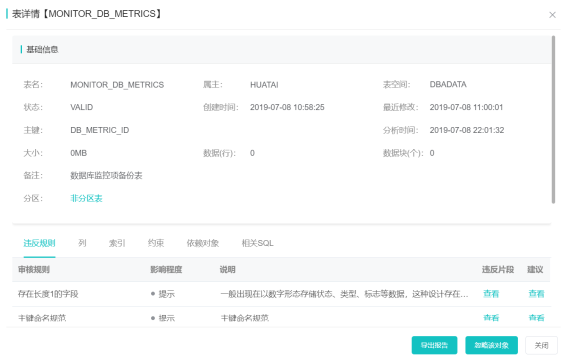 表详情【MONITOR_DB_METRICS】
基础信息
表名： MONITOR_DB_METRICS 属主： HUATAI 表空间： DBADATA
状态： VALID 创建时间： 2019-07-08 10:58:25 最近修改： 2019-07-08 11:00:01
主键： DB_METRIC_ID 分析时间： 2019-07-08 22:01:32
大小： 0MB 数据(行)： 0 数据块(个)： 0
备注： 数据库监控项备份表
分区： 非分区表
违反规则 列 索引 约束 依赖对象 相关SQL
审核规则 影响程度 说明 违反片段 建议
存在长度1的字段 提示 一般出现在以数字形态存储状态、类型、标志等数据，这种设计存在... 查看 查看
主键命名规范 提示 主键命名规范 查看 查看
导出报告 忽略该对象 关闭